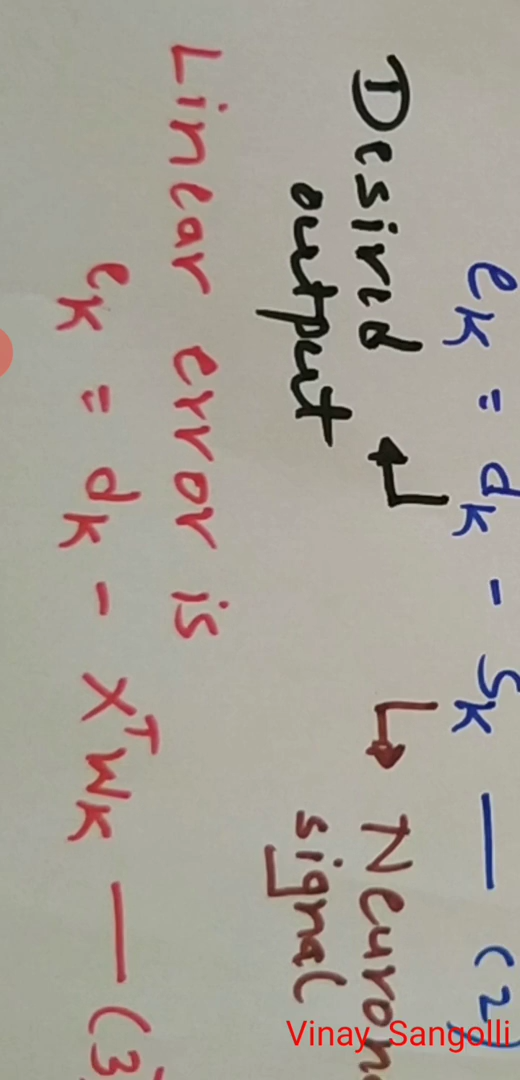 eₖ = dₖ - Sₖ — (2)
Desired output
↳ Neuron signal
Linear error is
eₖ = dₖ - Xᵀwₖ — (3)
Vinay Sangolli